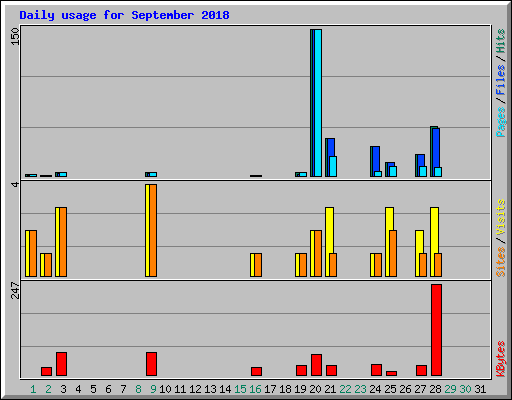 Daily usage for September 2018
150
4
247
Pages / Files / Hits
Sites / Visits
KBytes
1 2 3 4 5 6 7 8 9 10 11 12 13 14 15 16 17 18 19 20 21 22 23 24 25 26 27 28 29 30 31